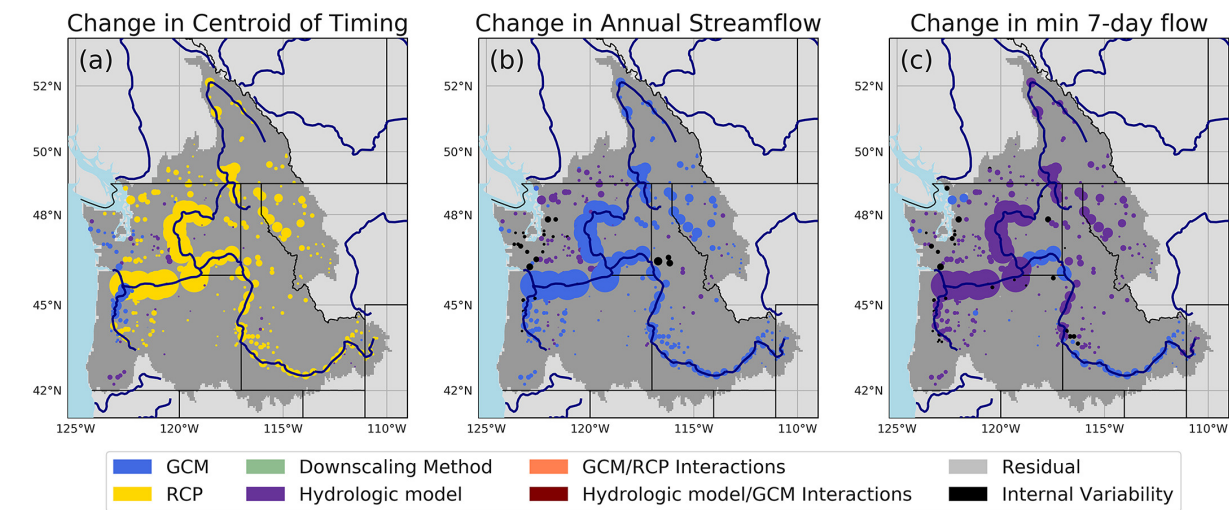 Change in Centroid of Timing
Change in Annual Streamflow
Change in min 7-day flow
(a)
(b)
(c)
52°N
50°N
48°N
45°N
42°N
52°N
50°N
48°N
45°N
42°N
52°N
50°N
48°N
45°N
42°N
125°W 120°W 115°W 110°W
125°W 120°W 115°W 110°W
125°W 120°W 115°W 110°W
GCM Downscaling Method GCM/RCP Interactions Residual
RCP Hydrologic model Hydrologic model/GCM Interactions Internal Variability